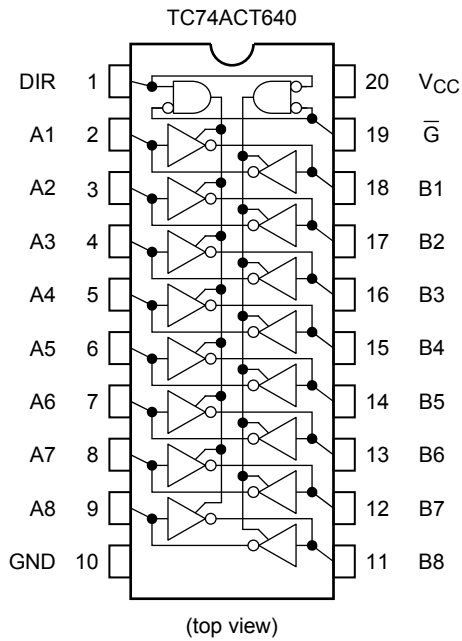 TC74ACT640
DIR 1 20 VCC
A1 2 19 G̅
A2 3 18 B1
A3 4 17 B2
A4 5 16 B3
A5 6 15 B4
A6 7 14 B5
A7 8 13 B6
A8 9 12 B7
GND 10 11 B8
(top view)